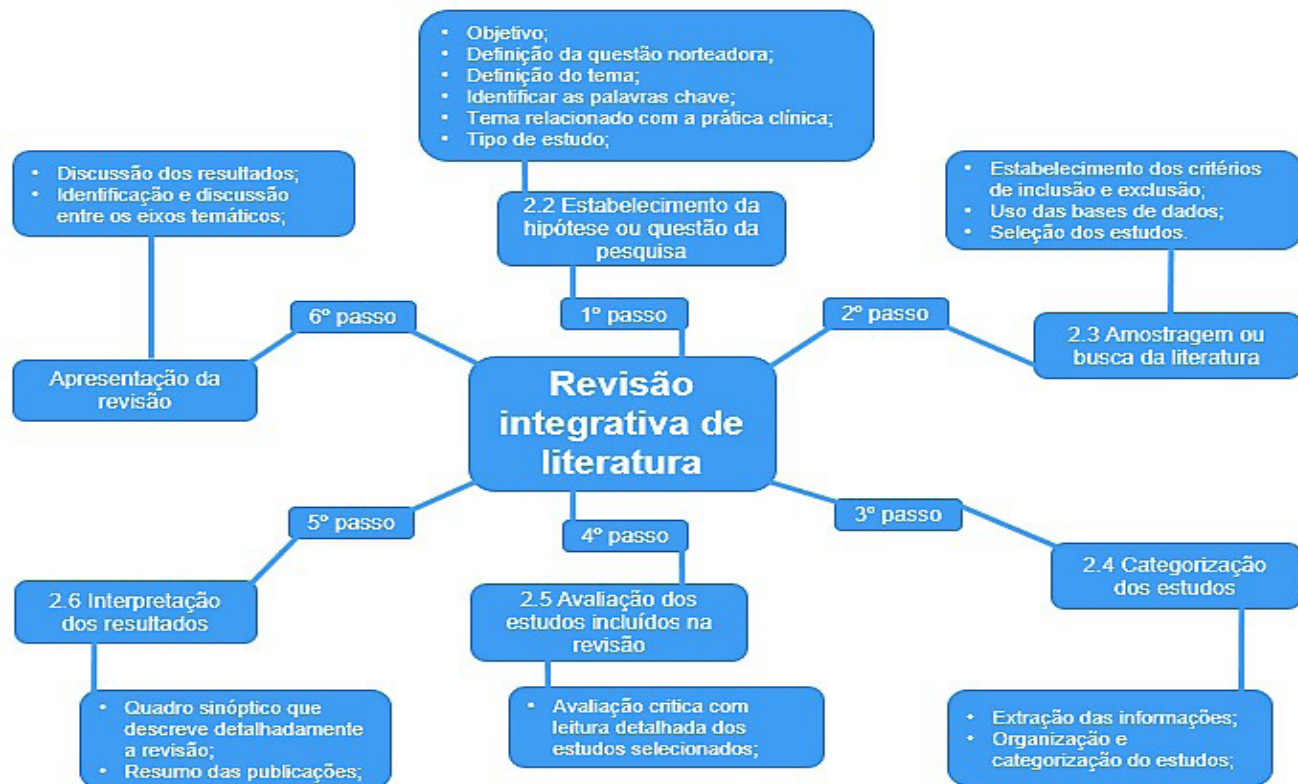 • Objetivo;
• Definição da questão norteadora;
• Definição do tema;
• Identificar as palavras chave;
• Tema relacionado com a prática clínica;
• Tipo de estudo;
2.2 Estabelecimento da
hipótese ou questão da
pesquisa
1º passo
• Discussão dos resultados;
• Identificação e discussão
entre os eixos temáticos;
6º passo
Apresentação da
revisão
• Estabelecimento dos critérios
de inclusão e exclusão;
• Uso das bases de dados;
• Seleção dos estudos.
2º passo
2.3 Amostragem ou
busca da literatura
Revisão
integrativa de
literatura
5º passo
2.6 Interpretação
dos resultados
• Quadro sinóptico que
descreve detalhadamente
a revisão;
• Resumo das publicações;
4º passo
2.5 Avaliação dos
estudos incluídos na
revisão
• Avaliação critica com
leitura detalhada dos
estudos selecionados;
3º passo
2.4 Categorização
dos estudos
• Extração das informações;
• Organização e
categorização do estudos;